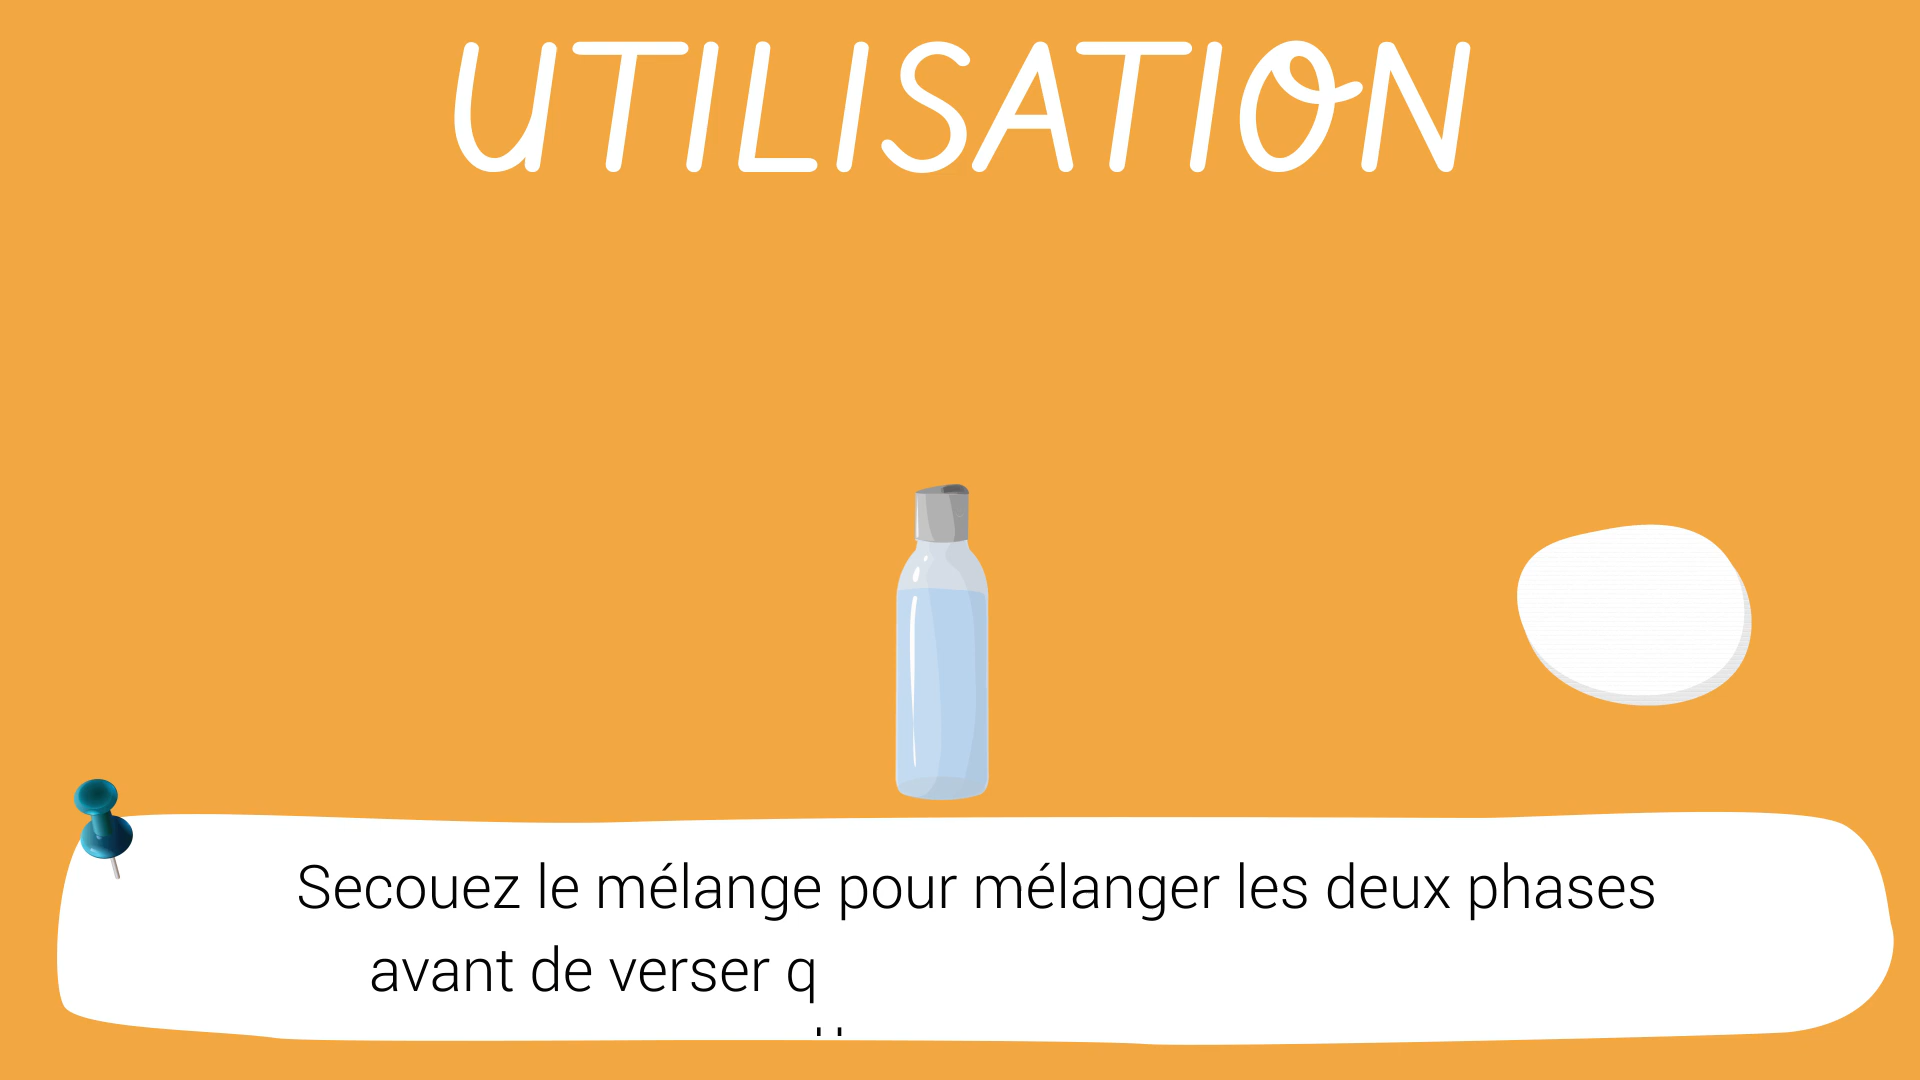 UTILISATION
Secouez le mélange pour mélanger les deux phases
avant de verser q